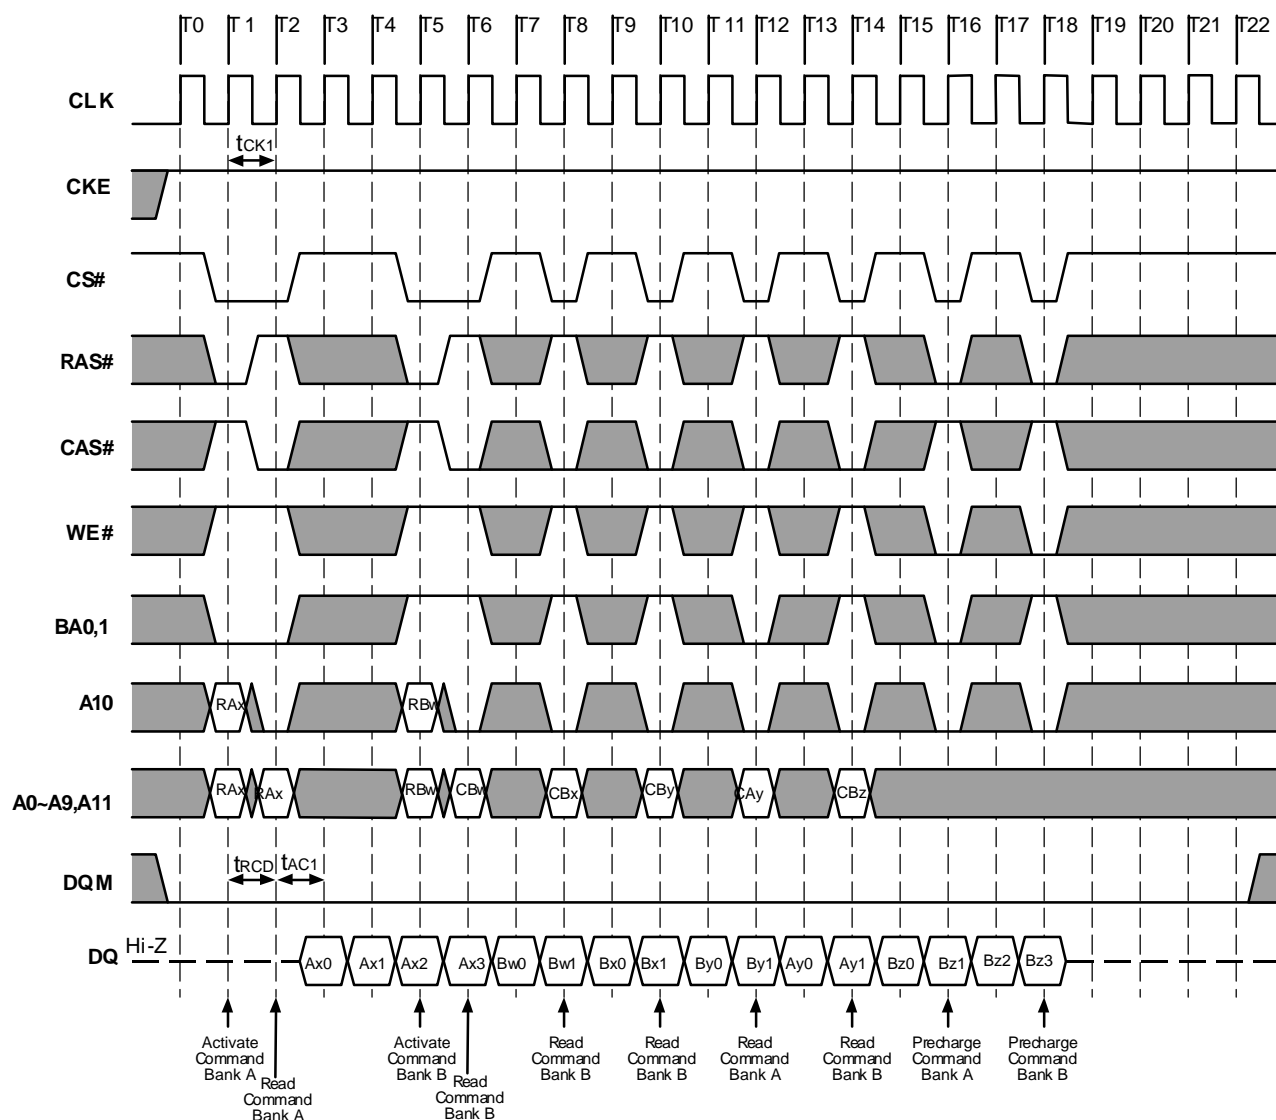 T0 T1 T2 T3 T4 T5 T6 T7 T8 T9 T10 T11 T12 T13 T14 T15 T16 T17 T18 T19 T20 T21 T22
CLK
tCK1
CKE
CS#
RAS#
CAS#
WE#
BA0,1
A10 RAx RBw
A0~A9,A11 RAx RAx RBw CBw CBx CBy CAy CBz
tRCD tAC1
DQM
DQ Hi-Z Ax0 Ax1 Ax2 Ax3 Bw0 Bw1 Bx0 Bx1 By0 By1 Ay0 Ay1 Bz0 Bz1 Bz2 Bz3
Activate
Command
Bank A
Read
Command
Bank A
Activate
Command
Bank B
Read
Command
Bank B
Read
Command
Bank B
Read
Command
Bank B
Read
Command
Bank A
Read
Command
Bank B
Precharge
Command
Bank A
Precharge
Command
Bank B